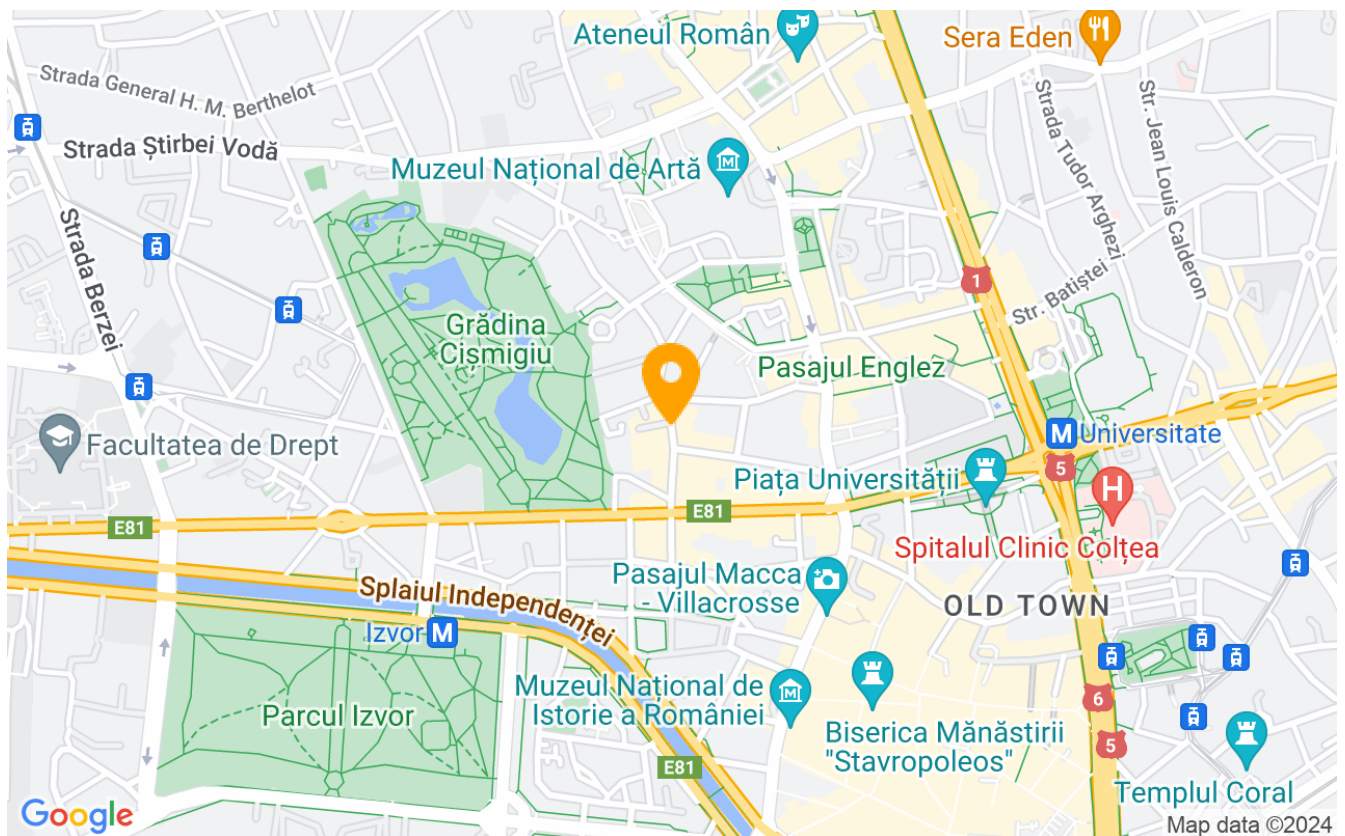 Ateneul Român
Sera Eden
Strada General H. M. Berthelot
Strada Știrbei Vodă
Muzeul Național de Artă
Strada Tudor Arghezi
Str. Jean Louis Calderon
Strada Berzei
1
Str. Batiștei
Grădina
Cișmigiu
Pasajul Englez
Facultatea de Drept
M Universitate
5
Piața Universității
H
E81
E81
Spitalul Clinic Colțea
Pasajul Macca
- Villacrosse
Splaiul Independenței
OLD TOWN
Izvor M
Muzeul Național de
Istorie a României
6
Parcul Izvor
Biserica Mănăstirii
"Stavropoleos"
5
E81
Templul Coral
Google
Map data ©2024